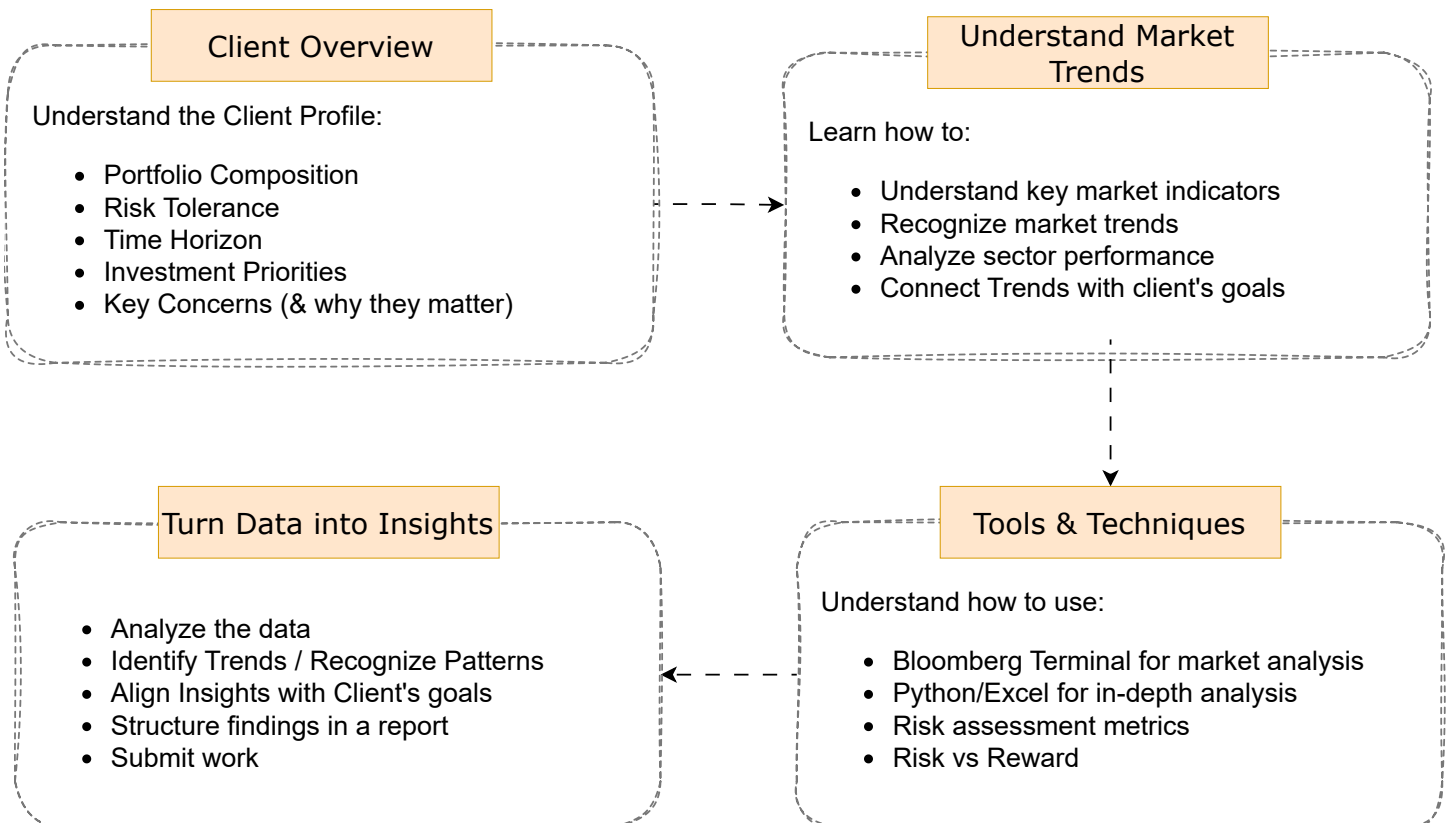 Client Overview
Understand the Client Profile:
• Portfolio Composition
• Risk Tolerance
• Time Horizon
• Investment Priorities
• Key Concerns (& why they matter)
Understand Market
Trends
Learn how to:
• Understand key market indicators
• Recognize market trends
• Analyze sector performance
• Connect Trends with client's goals
Tools & Techniques
Understand how to use:
• Bloomberg Terminal for market analysis
• Python/Excel for in-depth analysis
• Risk assessment metrics
• Risk vs Reward
Turn Data into Insights
• Analyze the data
• Identify Trends / Recognize Patterns
• Align Insights with Client's goals
• Structure findings in a report
• Submit work